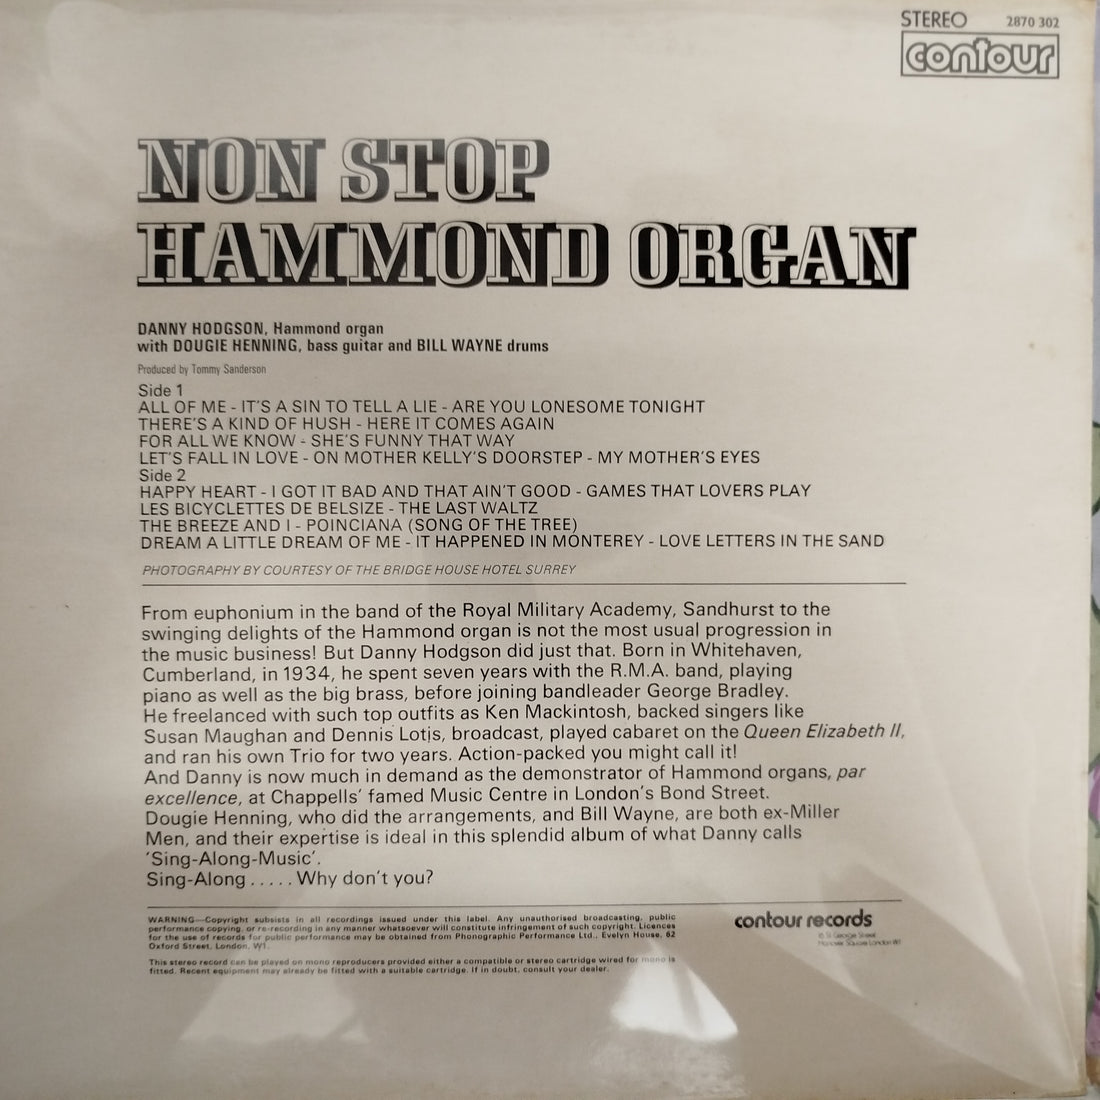 STEREO 2870 302
contour
NON STOP
HAMMOND ORGAN
DANNY HODGSON, Hammond organ
with DOUGIE HENNING, bass guitar and BILL WAYNE drums
Produced by Tommy Sanderson
Side 1
ALL OF ME - IT'S A SIN TO TELL A LIE - ARE YOU LONESOME TONIGHT
THERE'S A KIND OF HUSH - HERE IT COMES AGAIN
FOR ALL WE KNOW - SHE'S FUNNY THAT WAY
LET'S FALL IN LOVE - ON MOTHER KELLY'S DOORSTEP - MY MOTHER'S EYES
Side 2
HAPPY HEART - I GOT IT BAD AND THAT AIN'T GOOD - GAMES THAT LOVERS PLAY
LES BICYCLETTES DE BELSIZE - THE LAST WALTZ
THE BREEZE AND I - POINCIANA (SONG OF THE TREE)
DREAM A LITTLE DREAM OF ME - IT HAPPENED IN MONTEREY - LOVE LETTERS IN THE SAND
PHOTOGRAPHY BY COURTESY OF THE BRIDGE HOUSE HOTEL SURREY
From euphonium in the band of the Royal Military Academy, Sandhurst to the
swinging delights of the Hammond organ is not the most usual progression in
the music business! But Danny Hodgson did just that. Born in Whitehaven,
Cumberland, in 1934, he spent seven years with the R.M.A. band, playing
piano as well as the big brass, before joining bandleader George Bradley.
He freelanced with such top outfits as Ken Mackintosh, backed singers like
Susan Maughan and Dennis Lotis, broadcast, played cabaret on the Queen Elizabeth II,
and ran his own Trio for two years. Action-packed you might call it!
And Danny is now much in demand as the demonstrator of Hammond organs, par
excellence, at Chappells' famed Music Centre in London's Bond Street.
Dougie Henning, who did the arrangements, and Bill Wayne, are both ex-Miller
Men, and their expertise is ideal in this splendid album of what Danny calls
'Sing-Along-Music'.
Sing-Along ..... Why don't you?
WARNING—Copyright subsists in all recordings issued under this label. Any unauthorised broadcasting, public
performance copying, or re-recording in any manner whatsoever will constitute infringement of such copyright. Licences
for the use of records for public performance may be obtained from Phonographic Performance Ltd., Evelyn House, 62
Oxford Street, London, W1.
This stereo record can be played on mono reproducers provided either a compatible or stereo cartridge wired for mono is
fitted. Recent equipment may already be fitted with a suitable cartridge. If in doubt, consult your dealer.
contour records
St George Street
Hanover Square London W1